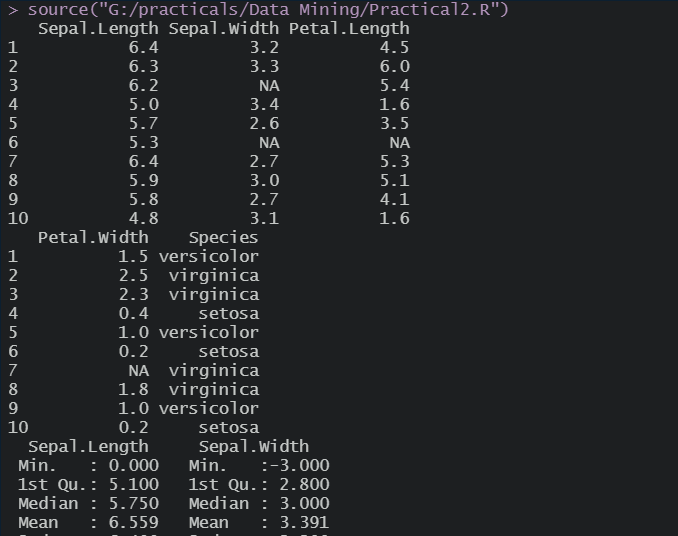 > source("G:/practicals/Data Mining/Practical2.R")
Sepal.Length Sepal.Width Petal.Length
1 6.4 3.2 4.5
2 6.3 3.3 6.0
3 6.2 NA 5.4
4 5.0 3.4 1.6
5 5.7 2.6 3.5
6 5.3 NA NA
7 6.4 2.7 5.3
8 5.9 3.0 5.1
9 5.8 2.7 4.1
10 4.8 3.1 1.6
Petal.Width Species
1 1.5 versicolor
2 2.5 virginica
3 2.3 virginica
4 0.4 setosa
5 1.0 versicolor
6 0.2 setosa
7 NA virginica
8 1.8 virginica
9 1.0 versicolor
10 0.2 setosa
Sepal.Length Sepal.Width
Min. : 0.000 Min. :-3.000
1st Qu.: 5.100 1st Qu.: 2.800
Median : 5.750 Median : 3.000
Mean : 6.559 Mean : 3.391